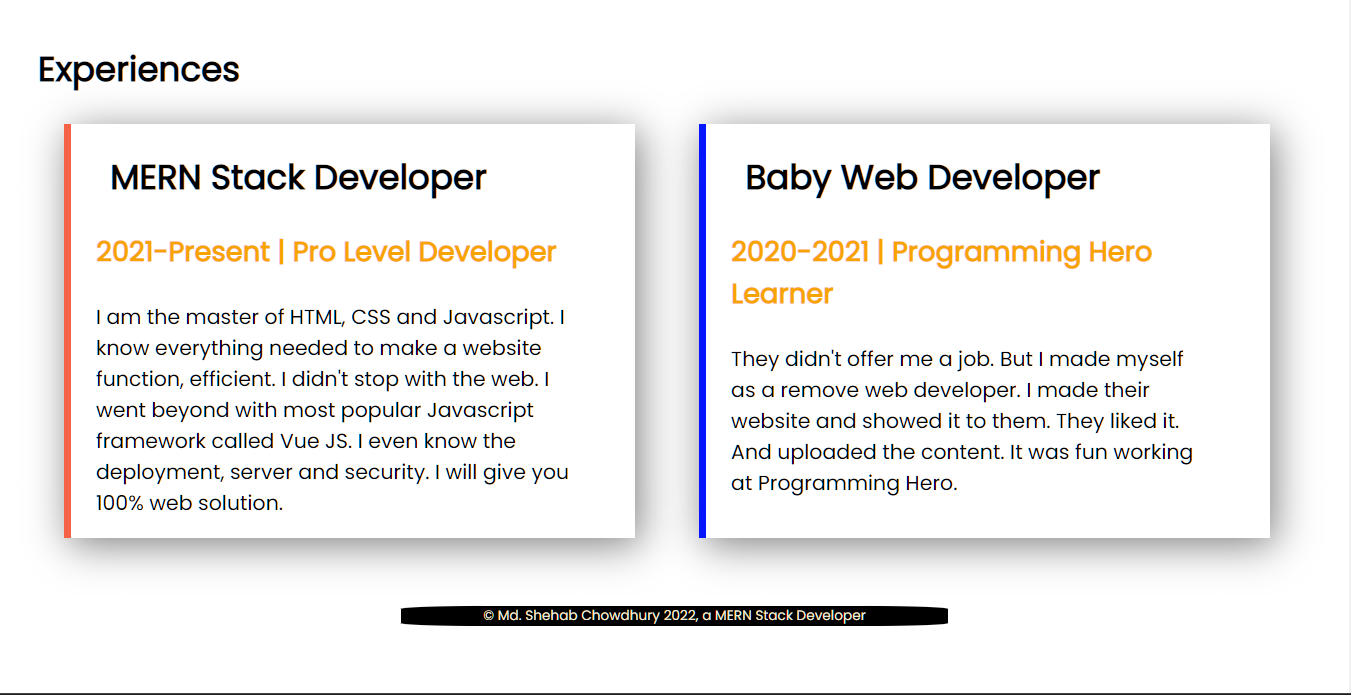 Experiences
MERN Stack Developer
2021-Present | Pro Level Developer
I am the master of HTML, CSS and Javascript. I
know everything needed to make a website
function, efficient. I didn't stop with the web. I
went beyond with most popular Javascript
framework called Vue JS. I even know the
deployment, server and security. I will give you
100% web solution.
Baby Web Developer
2020-2021 | Programming Hero
Learner
They didn't offer me a job. But I made myself
as a remove web developer. I made their
website and showed it to them. They liked it.
And uploaded the content. It was fun working
at Programming Hero.
© Md. Shehab Chowdhury 2022, a MERN Stack Developer